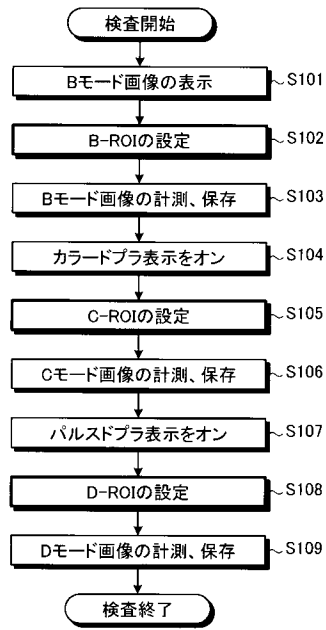 検査開始
Bモード画像の表示 S101
B-ROIの設定 S102
Bモード画像の計測、保存 S103
カラードプラ表示をオン S104
C-ROIの設定 S105
Cモード画像の計測、保存 S106
パルスドプラ表示をオン S107
D-ROIの設定 S108
Dモード画像の計測、保存 S109
検査終了